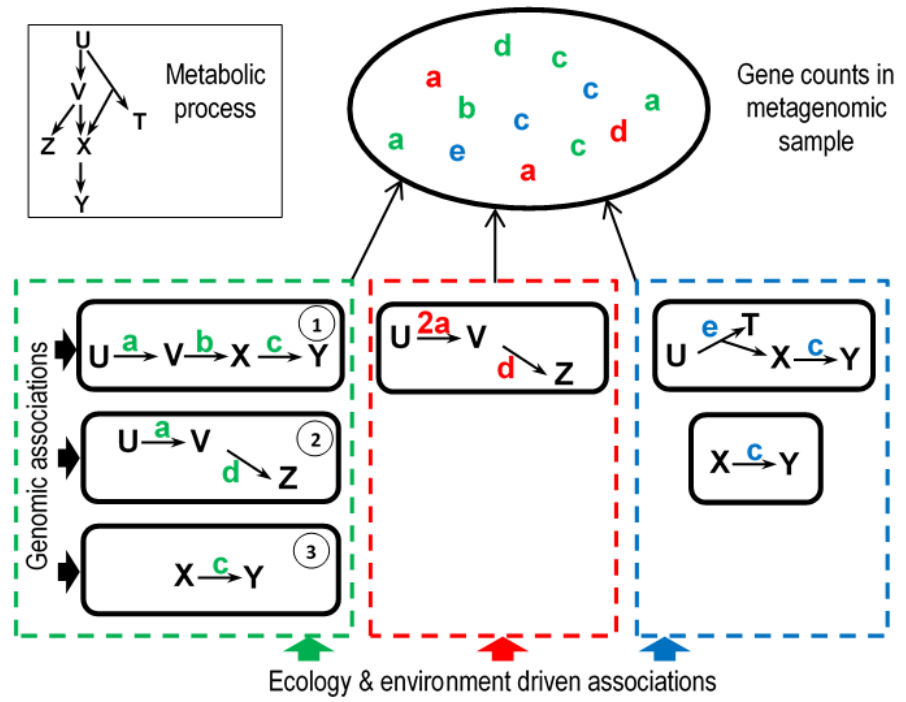 U
V
Z X T
Y
Metabolic
process
d c
a c
b a
c
a e c d
a
Gene counts in
metagenomic
sample
Genomic associations
1
a b c
U V X Y
2
a
U V
d
Z
3
c
X Y
2a
U V
d
Z
e T
U c
X Y
c
X Y
Ecology & environment driven associations